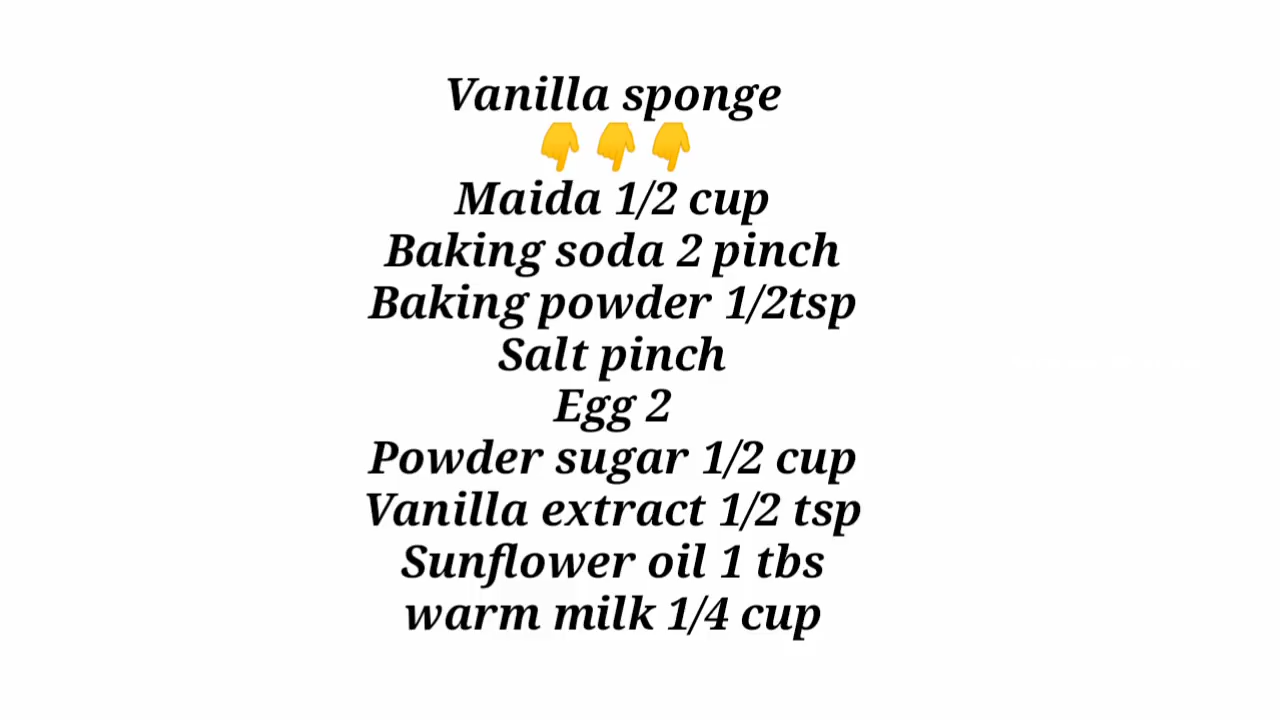 Vanilla sponge
👇👇👇
Maida 1/2 cup
Baking soda 2 pinch
Baking powder 1/2tsp
Salt pinch
Egg 2
Powder sugar 1/2 cup
Vanilla extract 1/2 tsp
Sunflower oil 1 tbs
warm milk 1/4 cup